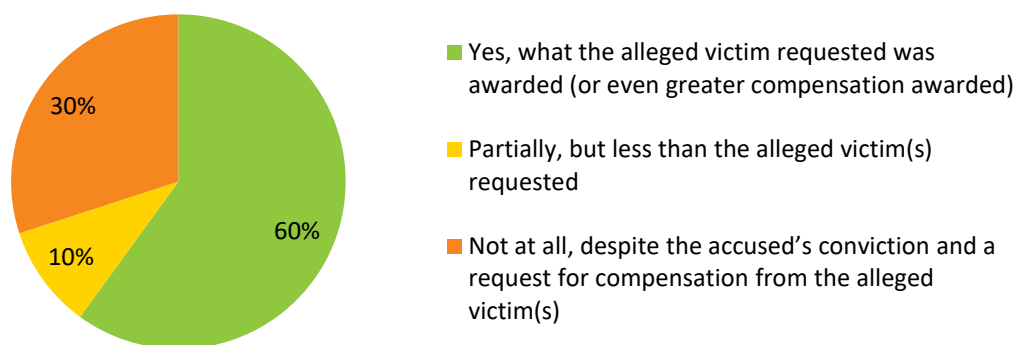 30%
10%
60%
Yes, what the alleged victim requested was
awarded (or even greater compensation awarded)
Partially, but less than the alleged victim(s)
requested
Not at all, despite the accused’s conviction and a
request for compensation from the alleged
victim(s)